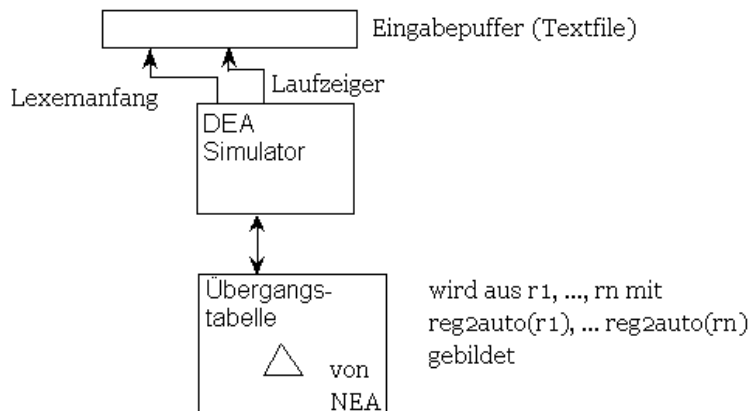 Eingabepuffer (Textfile)
Lexemanfang
Laufzeiger
DEA
Simulator
Übergangs-
tabelle
von
NEA
wird aus r1, ..., rn mit
reg2auto(r1), ... reg2auto(rn)
gebildet